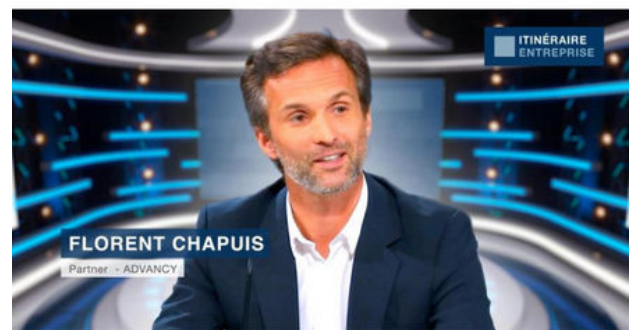 ITINÉRAIRE
ENTREPRISE
FLORENT CHAPUIS
Partner - ADVANCY